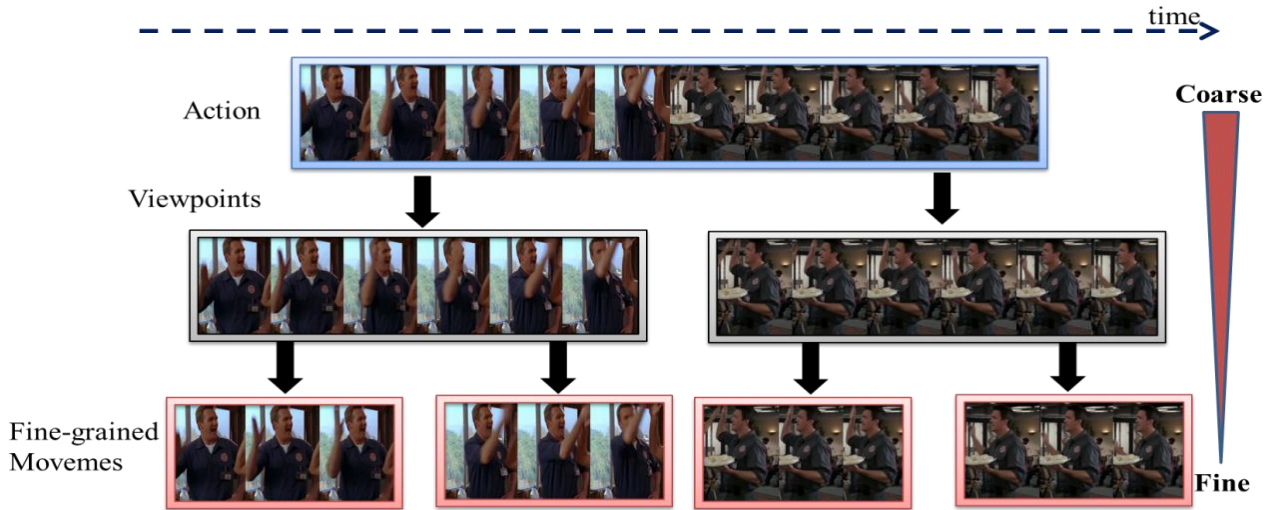 time
Action
Coarse
Viewpoints
Fine-grained
Movemes
Fine